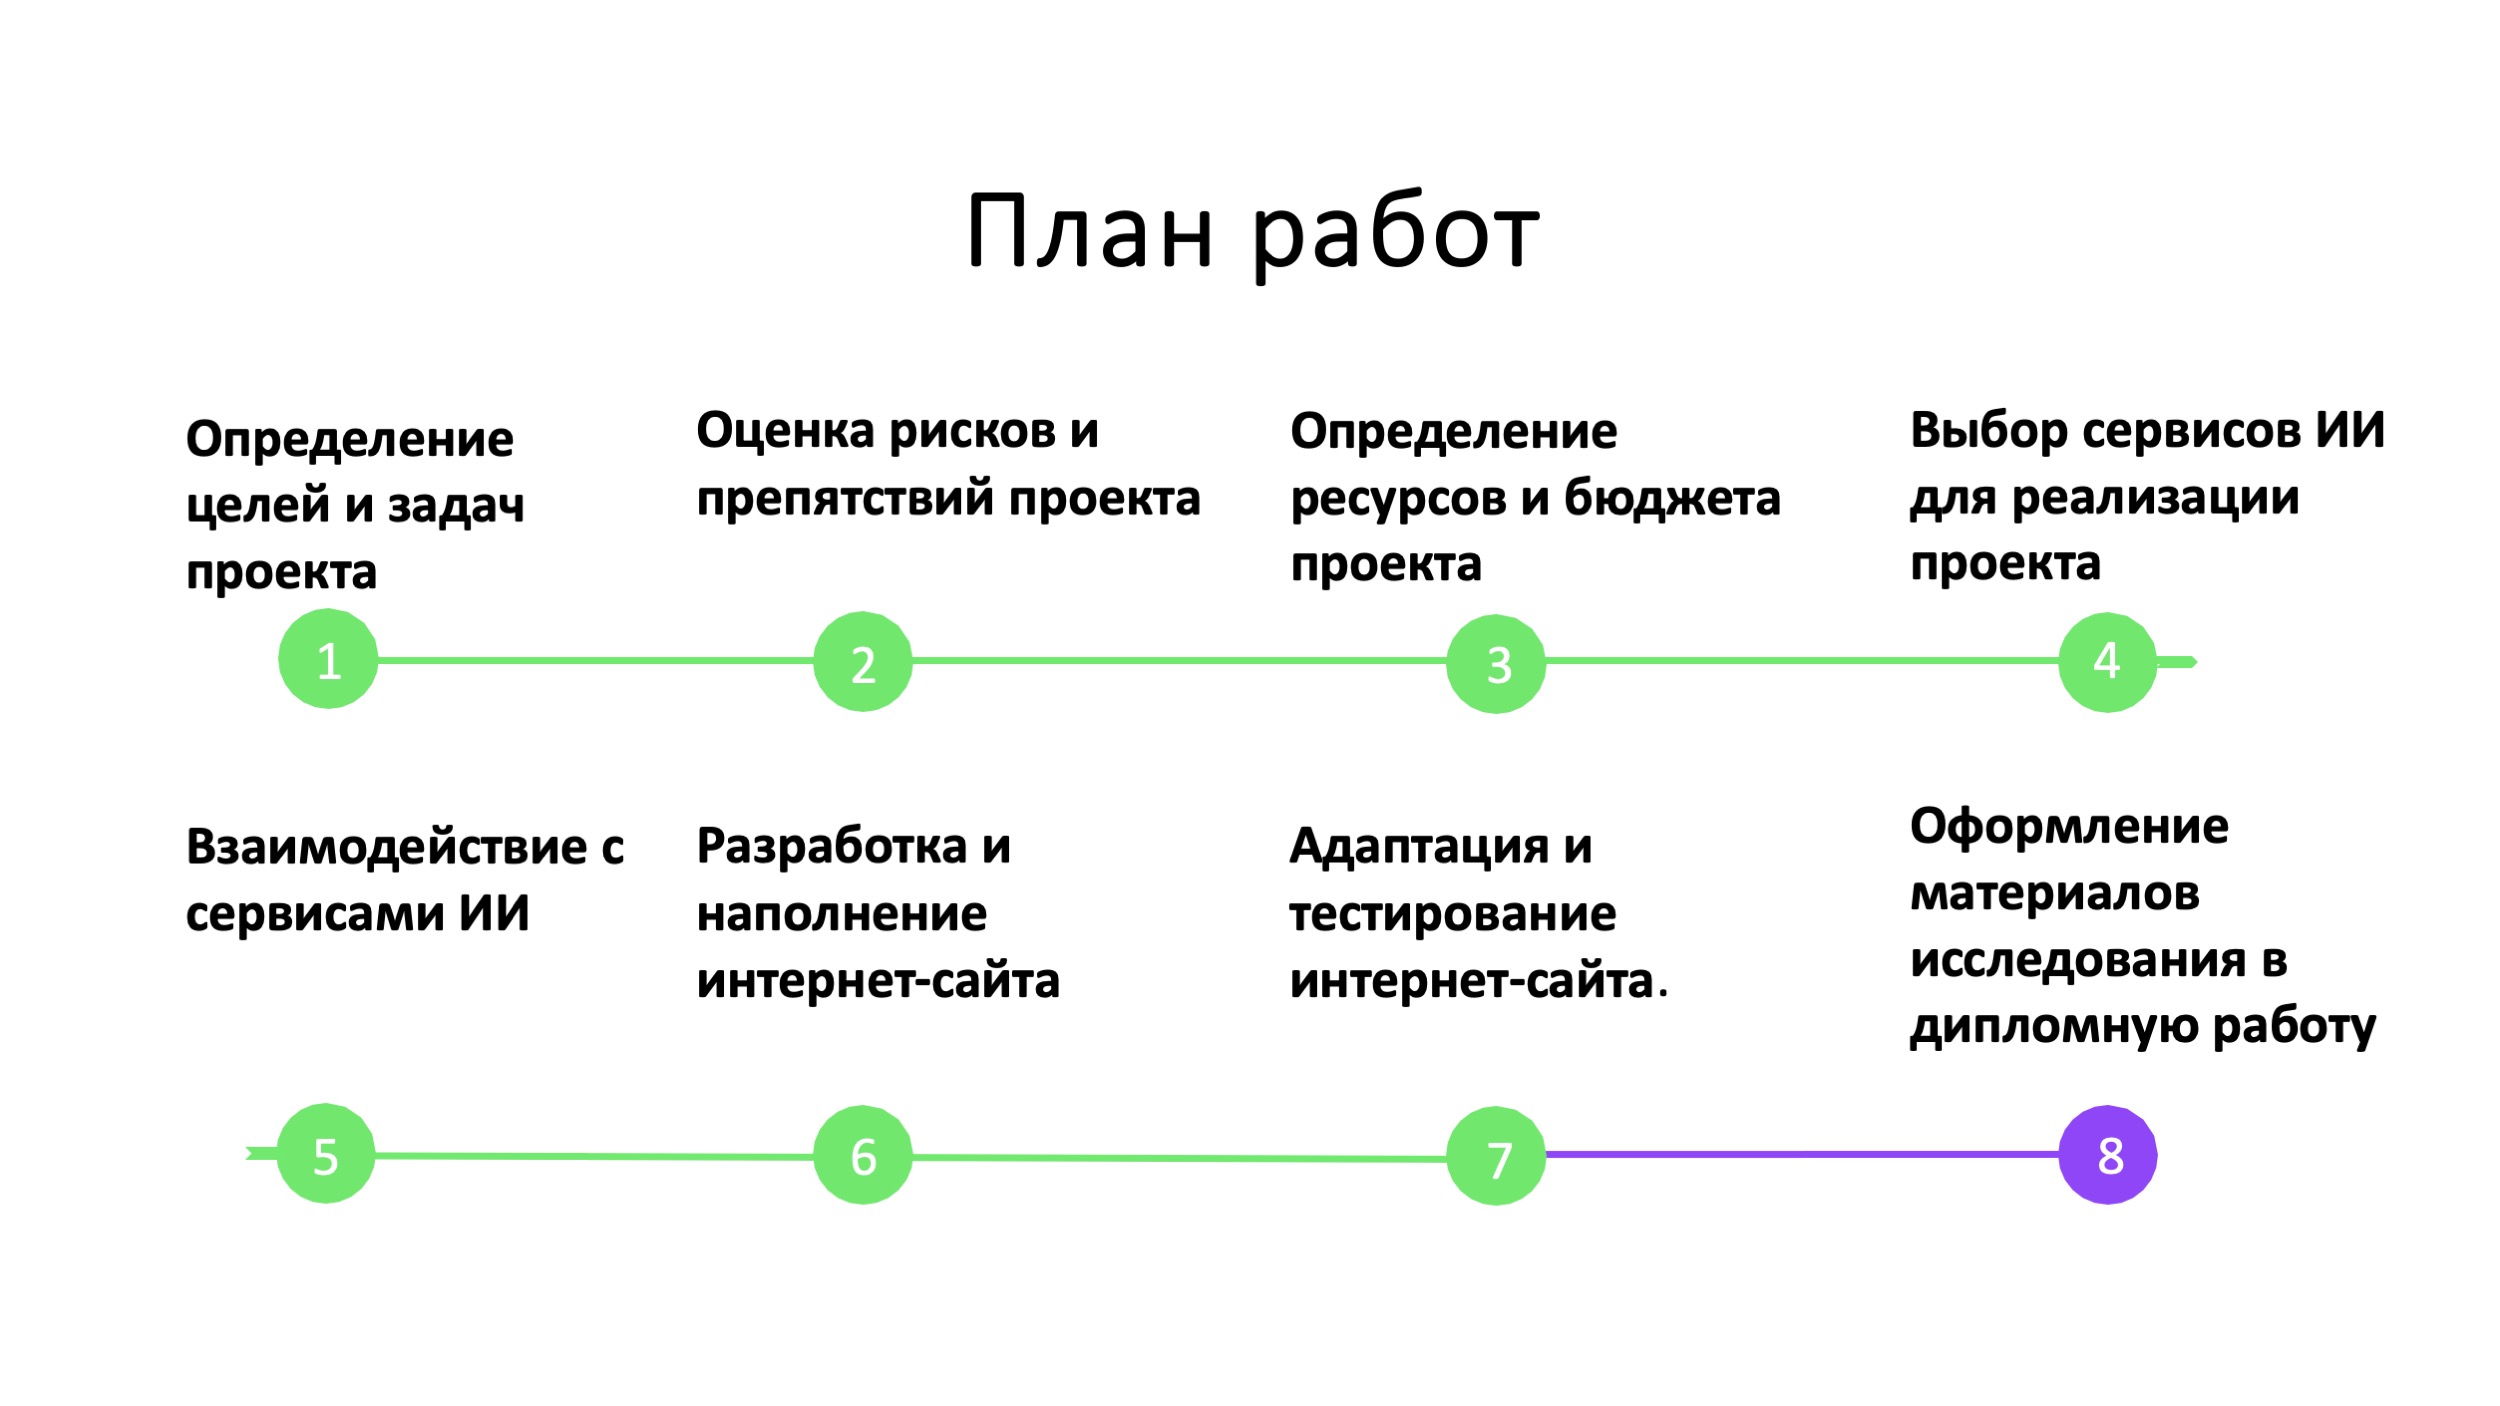 План работ
Определение
целей и задач
проекта
Оценка рисков и
препятствий проекта
Определение
ресурсов и бюджета
проекта
Выбор сервисов ИИ
для реализации
проекта
1
2
3
4
Взаимодействие с
сервисами ИИ
Разработка и
наполнение
интернет-сайта
Адаптация и
тестирование
интернет-сайта.
Оформление
материалов
исследования в
дипломную работу
5
6
7
8